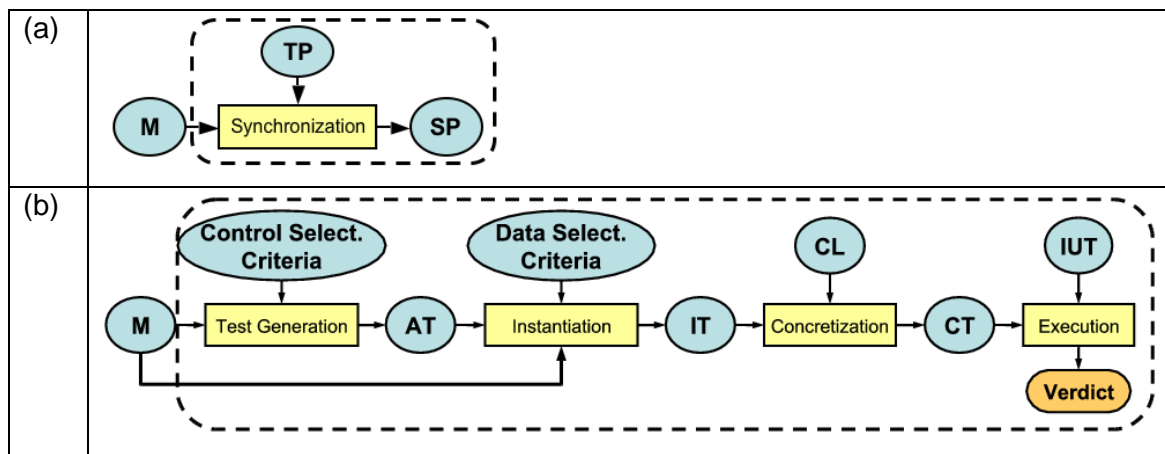 (a)
TP
M
Synchronization
SP
(b)
Control Select.
Criteria
Data Select.
Criteria
CL
IUT
M
Test Generation
AT
Instantiation
IT
Concretization
CT
Execution
Verdict